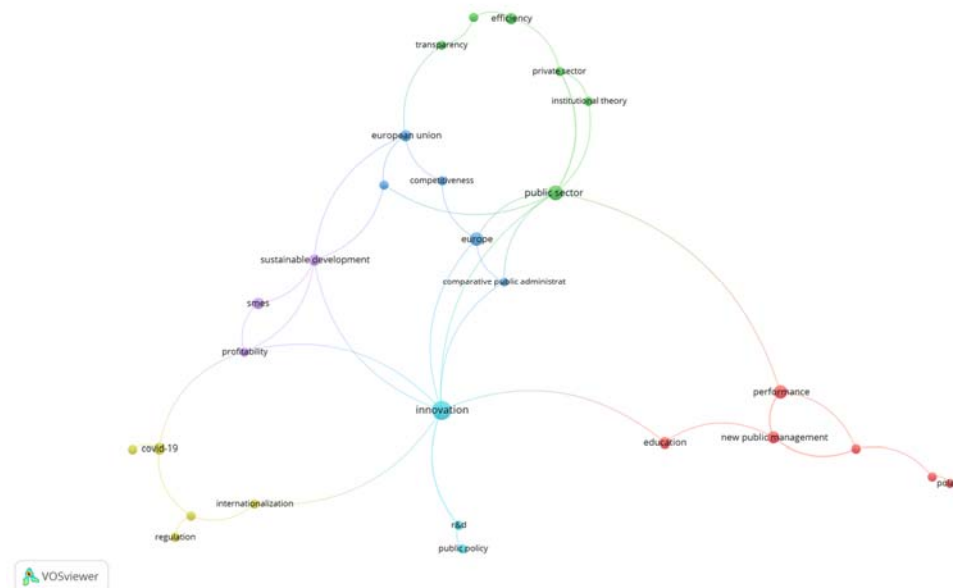 efficiency
transparency
private sector
institutional theory
european union
competitiveness
public sector
europe
sustainable development
comparative public administrat
smes
profitability
performance
innovation
new public management
education
covid-19
internationalization
pola
r&d
regulation
public policy
VOSviewer